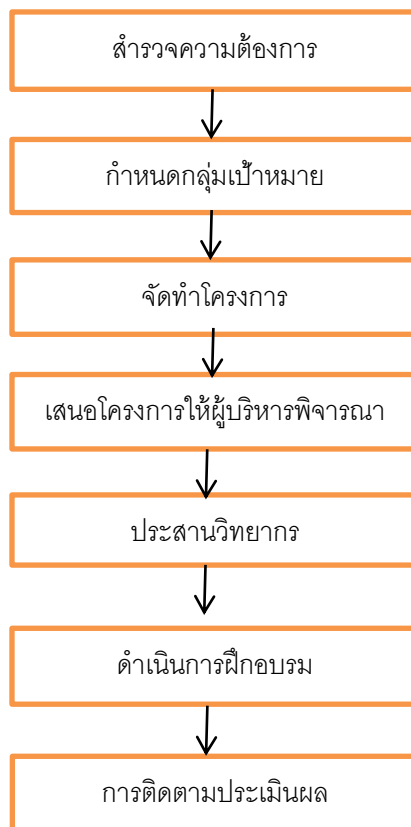 สำรวจความต้องการ
กำหนดกลุ่มเป้าหมาย
จัดทำโครงการ
เสนอโครงการให้ผู้บริหารพิจารณา
ประสานวิทยากร
ดำเนินการฝึกอบรม
การติดตามประเมินผล